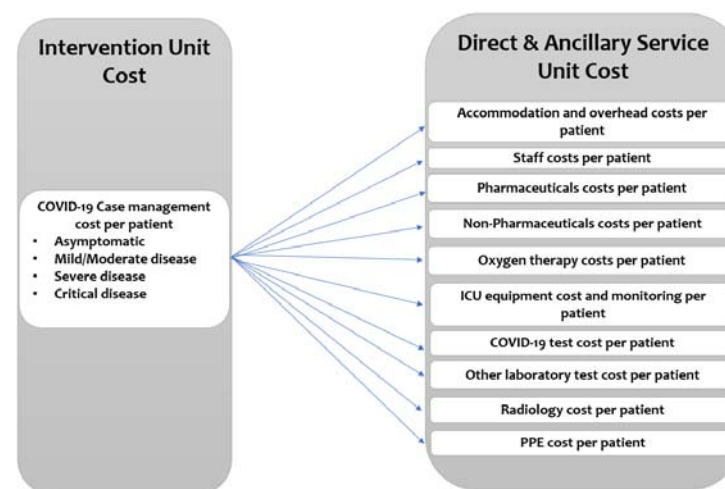 Intervention Unit
Cost
COVID-19 Case management
cost per patient
• Asymptomatic
• Mild/Moderate disease
• Severe disease
• Critical disease
Direct & Ancillary Service
Unit Cost
Accommodation and overhead costs per
patient
Staff costs per patient
Pharmaceuticals costs per patient
Non-Pharmaceuticals costs per patient
Oxygen therapy costs per patient
ICU equipment cost and monitoring per
patient
COVID-19 test cost per patient
Other laboratory test cost per patient
Radiology cost per patient
PPE cost per patient